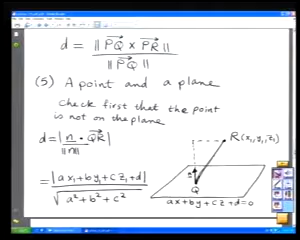 d = ||PQ⃗ × PR⃗|| / ||PQ⃗||
(5) A point and a plane
Check first that the point
is not on the plane
d = |n/||n|| · QR⃗|
= |ax₁+by₁+cz₁+d| / √(a²+b²+c²)
R(x₁,y₁,z₁)
n
Q
ax+by+cz+d=0